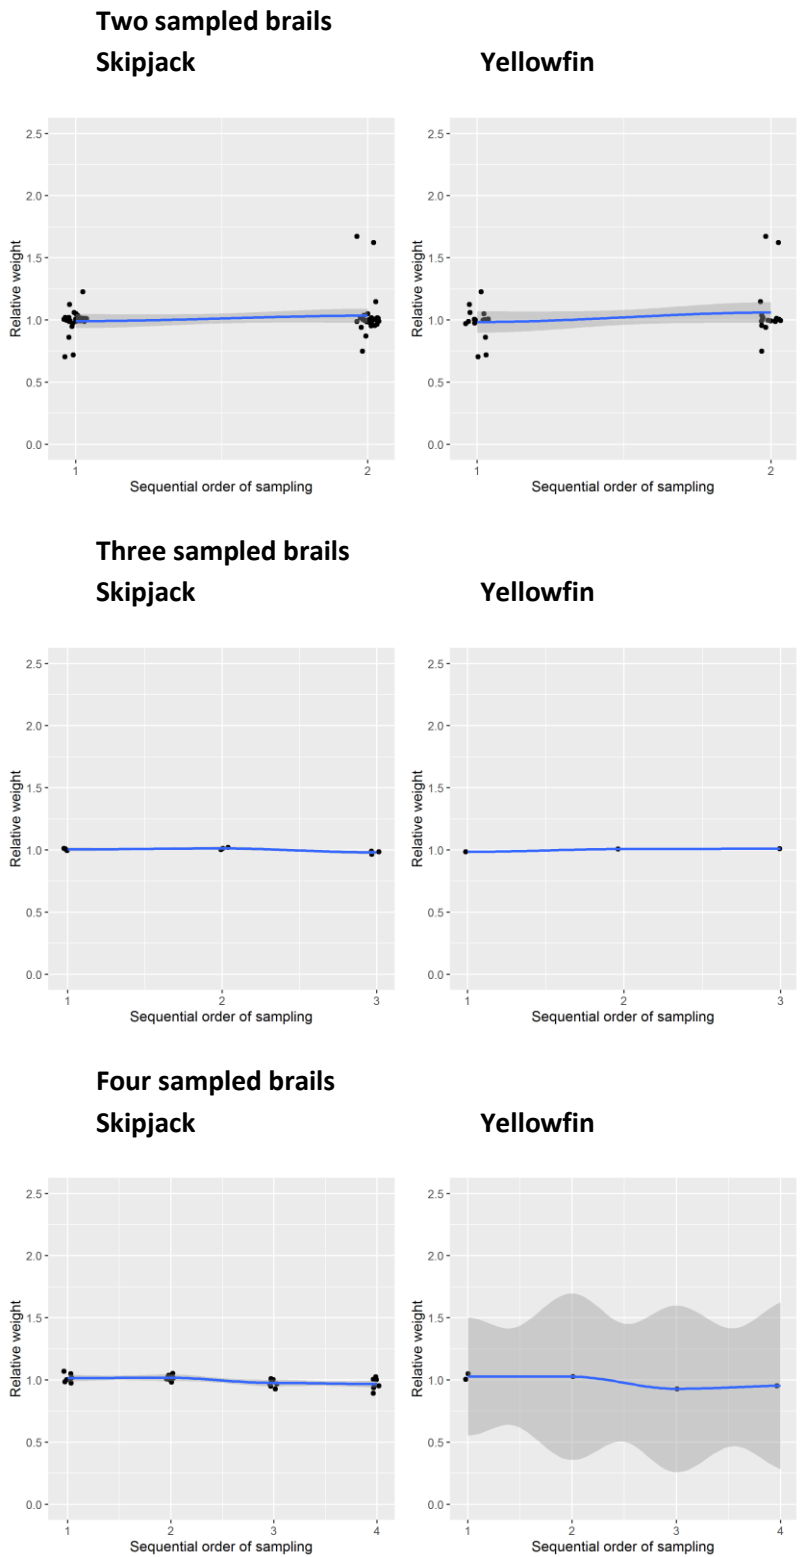 Two sampled brails
Skipjack
Yellowfin
2.5
2.0
1.5
1.0
0.5
0.0
Relative weight
1
2
Sequential order of sampling
2.5
2.0
1.5
1.0
0.5
0.0
Relative weight
1
2
Sequential order of sampling
Three sampled brails
Skipjack
Yellowfin
2.5
2.0
1.5
1.0
0.5
0.0
Relative weight
1
2
3
Sequential order of sampling
2.5
2.0
1.5
1.0
0.5
0.0
Relative weight
1
2
3
Sequential order of sampling
Four sampled brails
Skipjack
Yellowfin
2.5
2.0
1.5
1.0
0.5
0.0
Relative weight
1
2
3
4
Sequential order of sampling
2.5
2.0
1.5
1.0
0.5
0.0
Relative weight
1
2
3
4
Sequential order of sampling